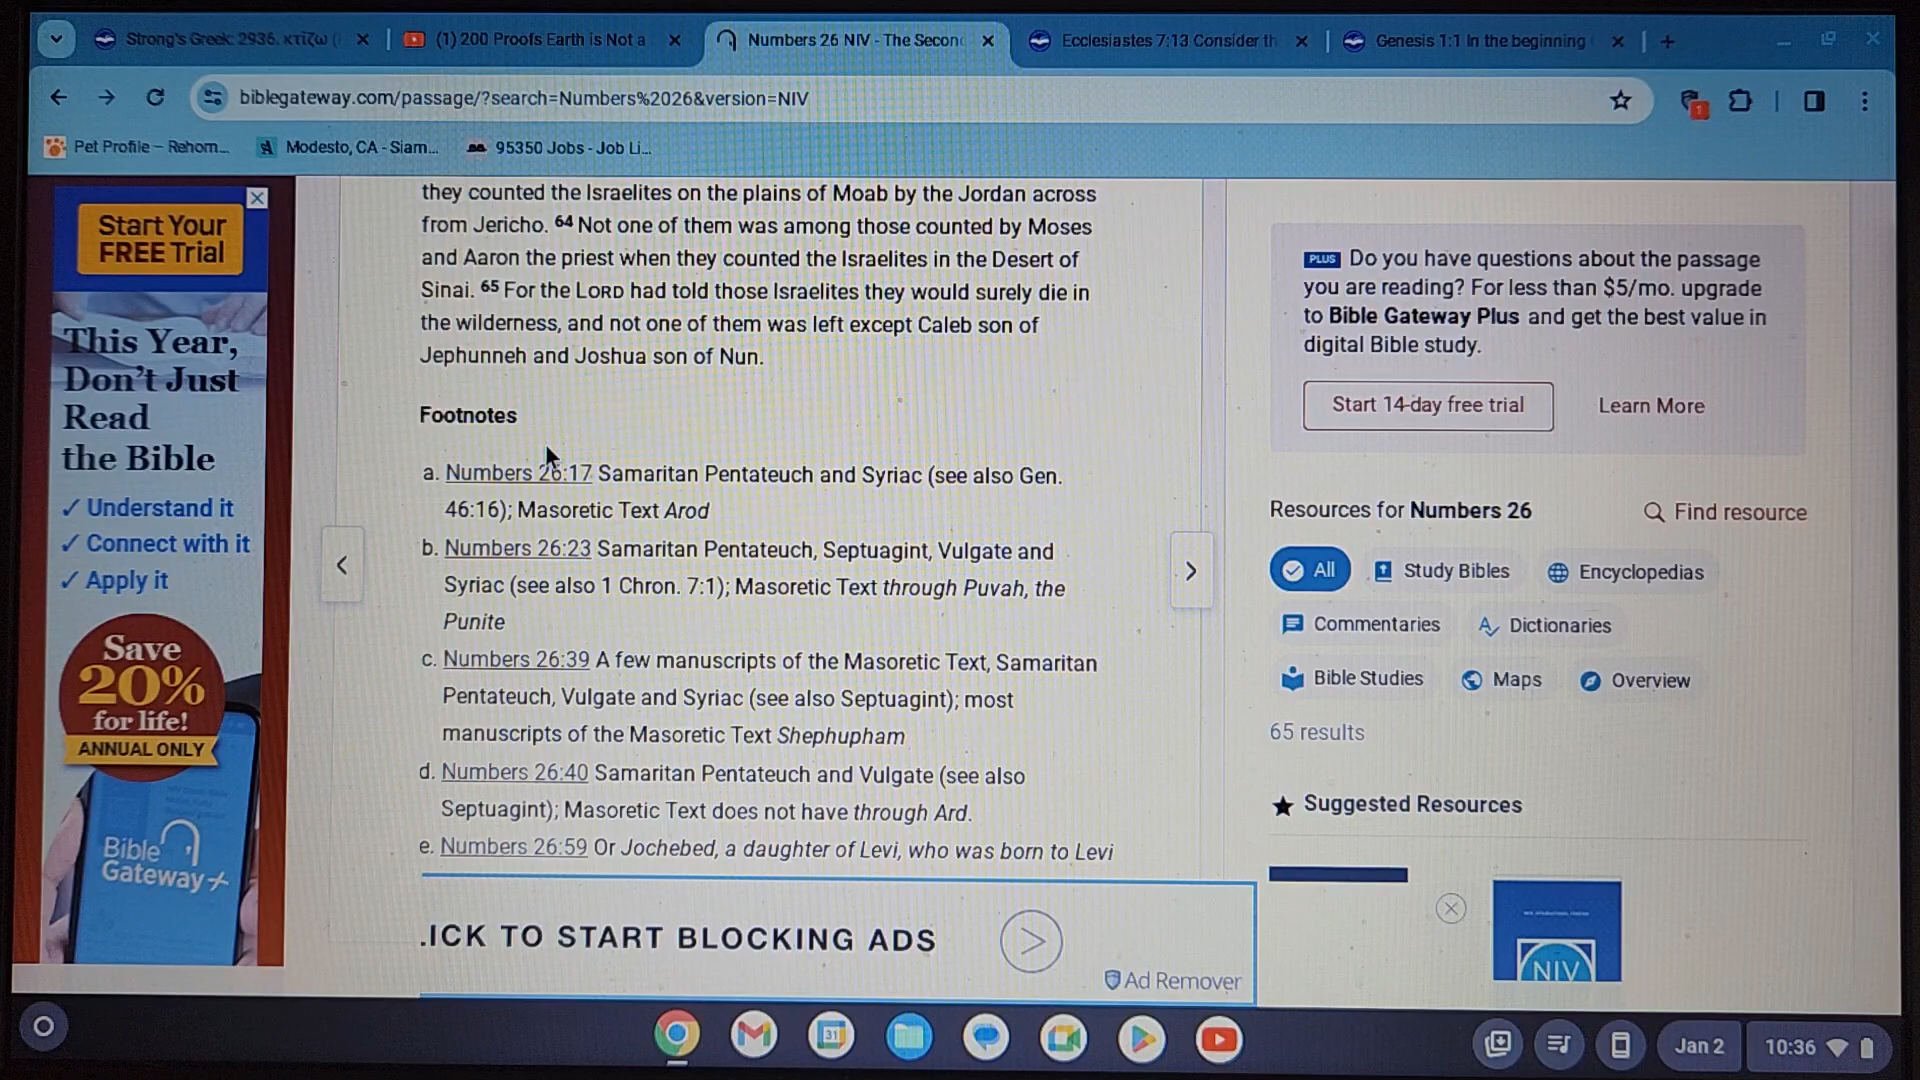 Strong's Greek: 2936. κτίζω (
(1) 200 Proofs Earth is Not a
Numbers 26 NIV - The Secon
Ecclesiastes 7:13 Consider th
Genesis 1:1 In the beginning
biblegateway.com/passage/?search=Numbers%2026&version=NIV
1
Pet Profile – Rehom...
Modesto, CA - Siam...
95350 Jobs - Job Li...
Start Your
FREE Trial
This Year,
Don't Just
Read
the Bible
✓ Understand it
✓ Connect with it
✓ Apply it
Save
20%
for life!
ANNUAL ONLY
Bible
Gateway+
they counted the Israelites on the plains of Moab by the Jordan across
from Jericho. 64 Not one of them was among those counted by Moses
and Aaron the priest when they counted the Israelites in the Desert of
Sinai. 65 For the LORD had told those Israelites they would surely die in
the wilderness, and not one of them was left except Caleb son of
Jephunneh and Joshua son of Nun.
Footnotes
a. Numbers 26:17 Samaritan Pentateuch and Syriac (see also Gen.
46:16); Masoretic Text Arod
b. Numbers 26:23 Samaritan Pentateuch, Septuagint, Vulgate and
Syriac (see also 1 Chron. 7:1); Masoretic Text through Puvah, the
Punite
c. Numbers 26:39 A few manuscripts of the Masoretic Text, Samaritan
Pentateuch, Vulgate and Syriac (see also Septuagint); most
manuscripts of the Masoretic Text Shephupham
d. Numbers 26:40 Samaritan Pentateuch and Vulgate (see also
Septuagint); Masoretic Text does not have through Ard.
e. Numbers 26:59 Or Jochebed, a daughter of Levi, who was born to Levi
.ICK TO START BLOCKING ADS
Ad Remover
PLUS Do you have questions about the passage
you are reading? For less than $5/mo. upgrade
to Bible Gateway Plus and get the best value in
digital Bible study.
Start 14-day free trial
Learn More
Resources for Numbers 26
Find resource
All
Study Bibles
Encyclopedias
Commentaries
Dictionaries
Bible Studies
Maps
Overview
65 results
Suggested Resources
NIV
31
Jan 2
10:36